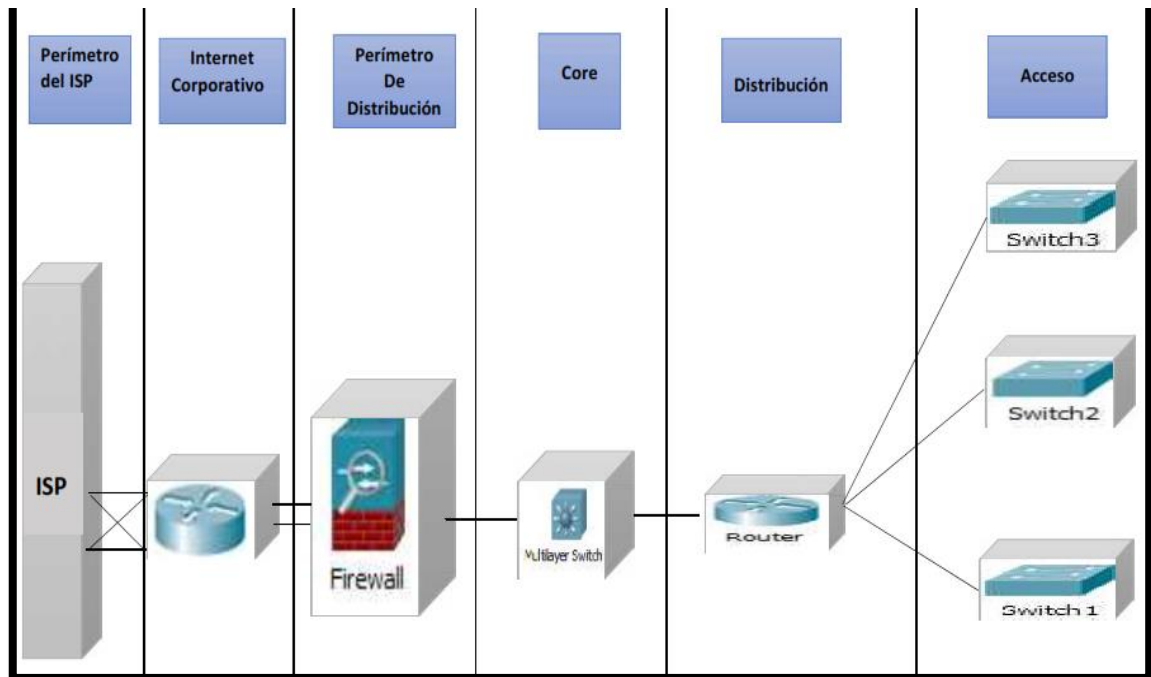 Perímetro
del ISP
Internet
Corporativo
Perímetro
De
Distribución
Core
Distribución
Acceso
Switch3
Switch2
ISP
Firewall
Multilayer Switch
Router
Switch 1